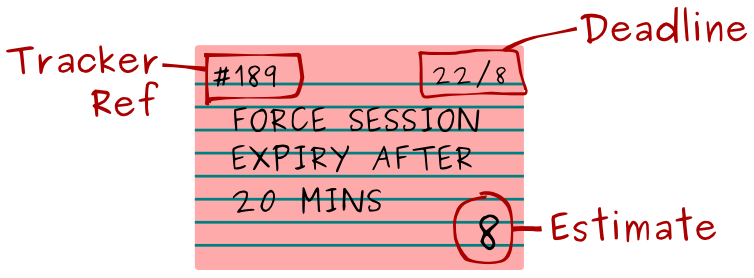 Deadline
Tracker
Ref
#189
22/8
FORCE SESSION
EXPIRY AFTER
20 MINS
8
Estimate